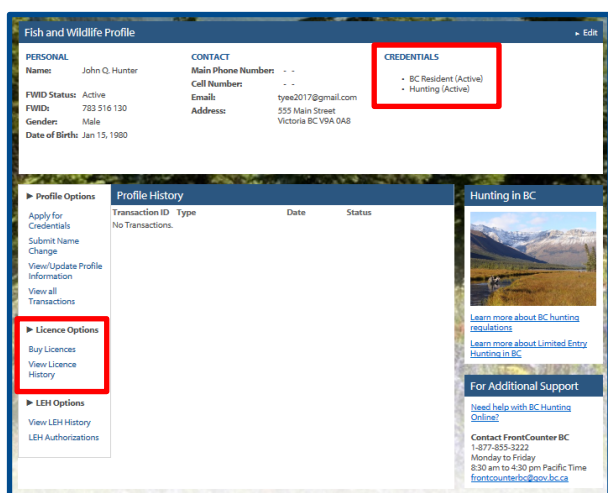 Fish and Wildlife Profile
► Edit
PERSONAL
Name: John Q. Hunter
FWID Status: Active
FWID: 783 516 130
Gender: Male
Date of Birth: Jan 15, 1980
CONTACT
Main Phone Number: - -
Cell Number: - -
Email: tyee2017@gmail.com
Address: 555 Main Street
Victoria BC V9A 0A8
CREDENTIALS
• BC Resident (Active)
• Hunting (Active)
► Profile Options
Apply for
Credentials
Submit Name
Change
View/Update Profile
Information
View all
Transactions
► Licence Options
Buy Licences
View Licence
History
► LEH Options
View LEH History
LEH Authorizations
Profile History
Transaction ID Type Date Status
No Transactions.
Hunting in BC
Learn more about BC hunting
regulations
Learn more about Limited Entry
Hunting in BC
For Additional Support
Need help with BC Hunting
Online?
Contact FrontCounter BC
1-877-855-3222
Monday to Friday
8:30 am to 4:30 pm Pacific Time
frontcounterbc@gov.bc.ca